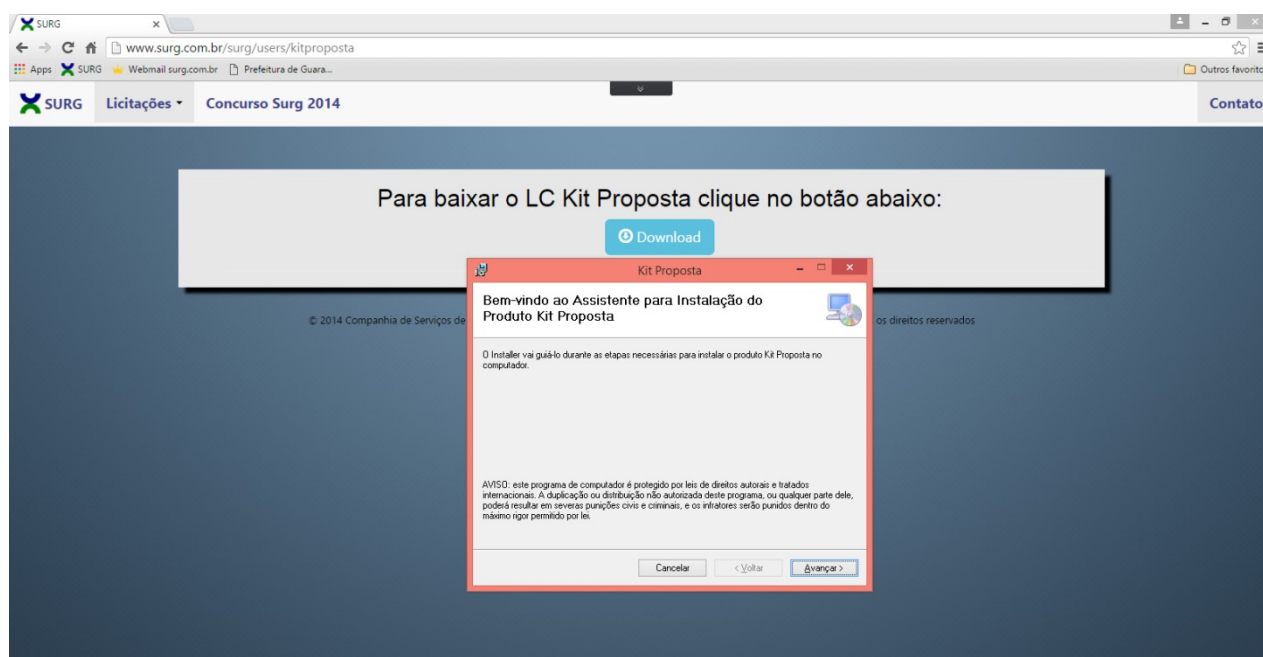 SURG
www.surg.com.br/surg/users/kitproposta
Apps SURG Webmail surg.com.br Prefeitura de Guara... Outros favorito
SURG Licitações Concurso Surg 2014 Contato
Para baixar o LC Kit Proposta clique no botão abaixo:
Download
Kit Proposta
Bem-vindo ao Assistente para Instalação do
Produto Kit Proposta
© 2014 Companhia de Serviços de os direitos reservados
O Installer vai guiá-lo durante as etapas necessárias para instalar o produto Kit Proposta no
computador.
AVISO: este programa de computador é protegido por leis de direitos autorais e tratados
internacionais. A duplicação ou distribuição não autorizada deste programa, ou qualquer parte dele,
poderá resultar em severas punições civis e criminais, e os infratores serão punidos dentro do
máximo rigor permitido por lei.
Cancelar < Voltar Avançar >